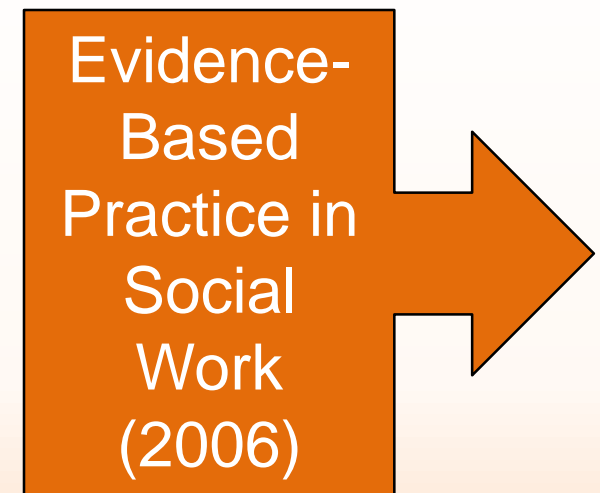 Evidence-
Based
Practice in
Social
Work
(2006)